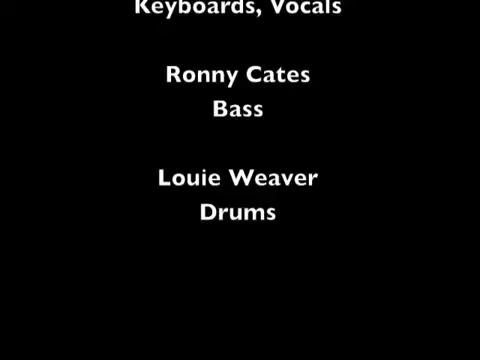 Keyboards, Vocals
Ronny Cates
Bass
Louie Weaver
Drums